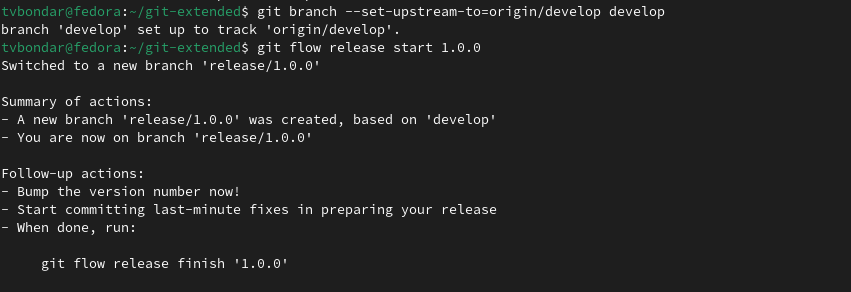 tvbondar@fedora:~/git-extended$ git branch --set-upstream-to=origin/develop develop
branch 'develop' set up to track 'origin/develop'.
tvbondar@fedora:~/git-extended$ git flow release start 1.0.0
Switched to a new branch 'release/1.0.0'
Summary of actions:
- A new branch 'release/1.0.0' was created, based on 'develop'
- You are now on branch 'release/1.0.0'
Follow-up actions:
- Bump the version number now!
- Start committing last-minute fixes in preparing your release
- When done, run:
git flow release finish '1.0.0'